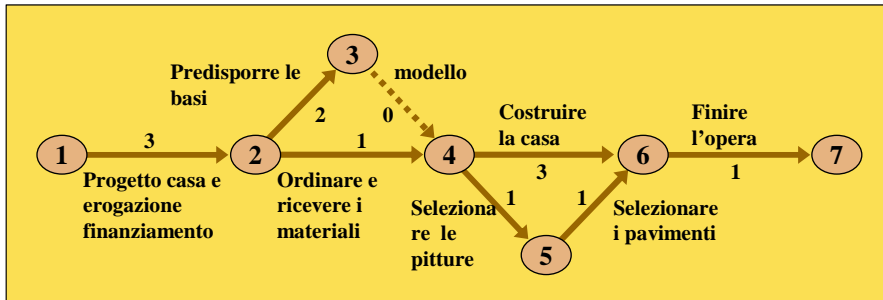 3
Predisporre le
basi
modello
2
0
Costruire
la casa
Finire
l’opera
1
3
2
1
4
3
6
1
7
Progetto casa e
erogazione
finanziamento
Ordinare e
ricevere i
materiali
Seleziona
re le
pitture
1
5
1
Selezionare
i pavimenti